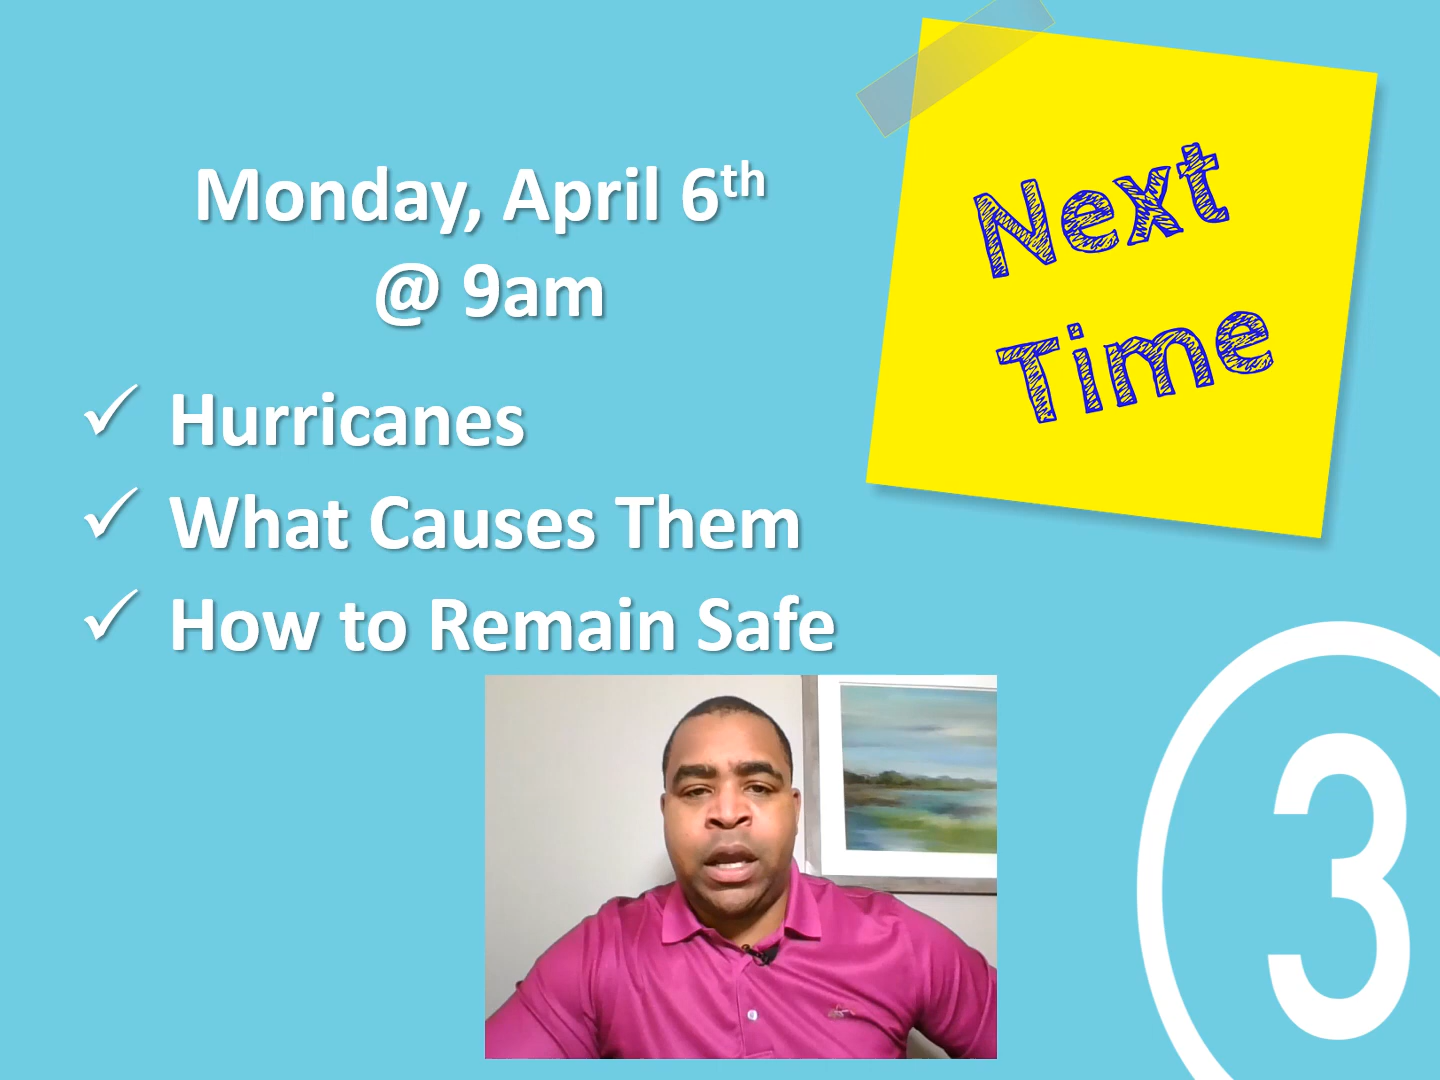 Monday, April 6th
@ 9am
✓ Hurricanes
✓ What Causes Them
✓ How to Remain Safe
Next
Time
3